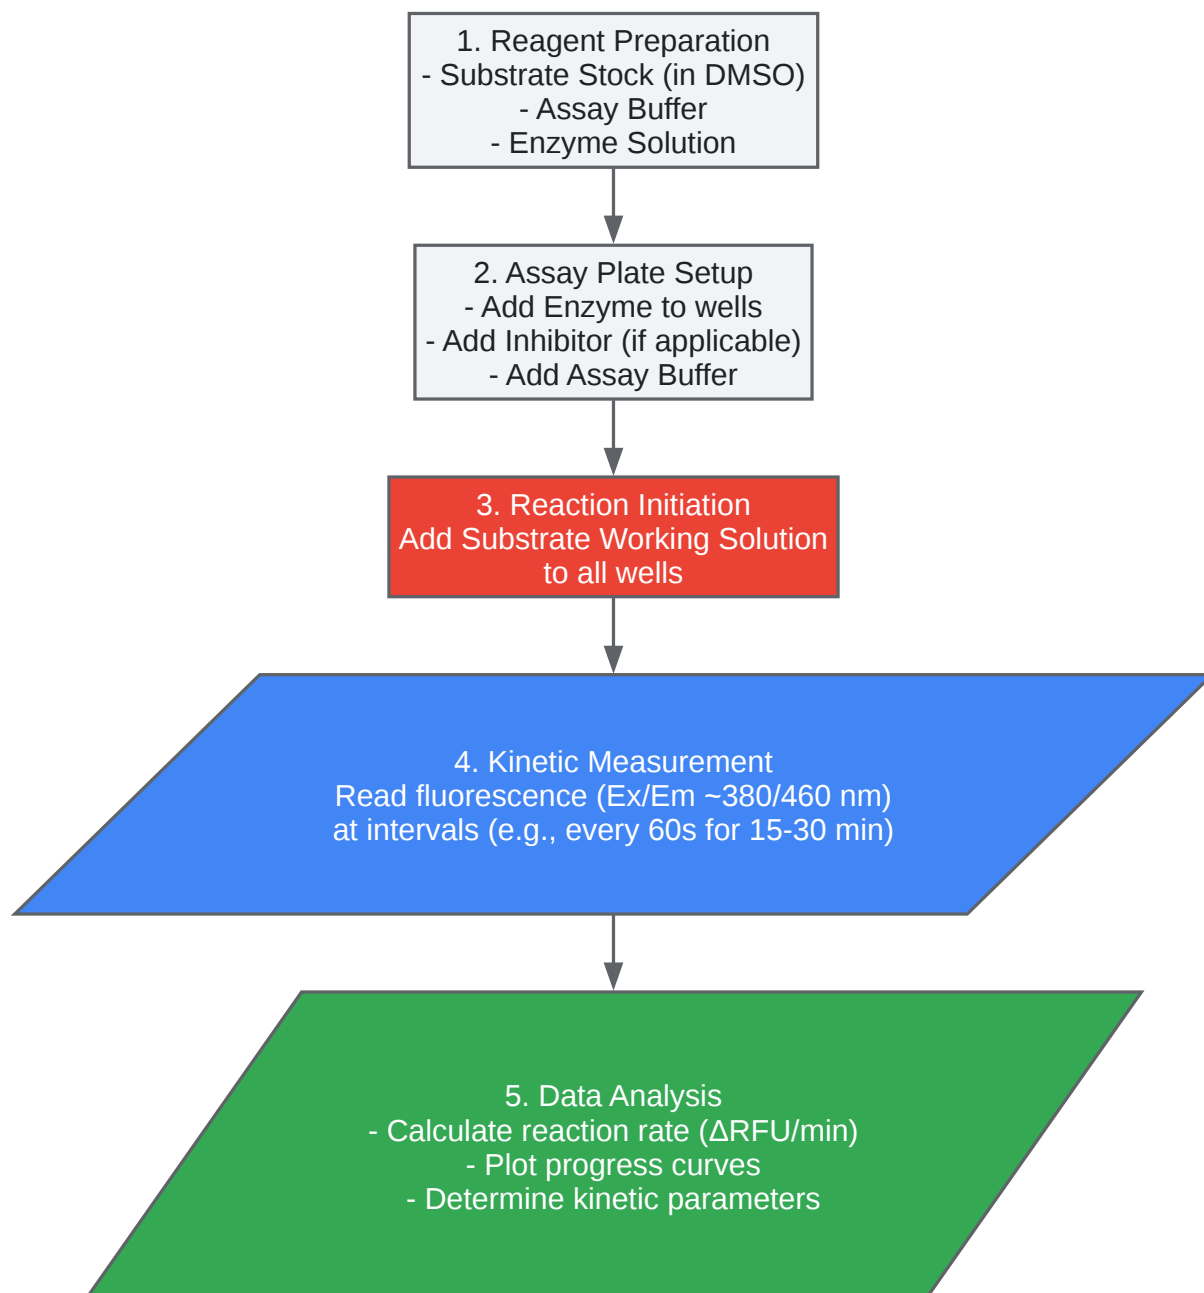 1. Reagent Preparation
- Substrate Stock (in DMSO)
- Assay Buffer
- Enzyme Solution
2. Assay Plate Setup
- Add Enzyme to wells
- Add Inhibitor (if applicable)
- Add Assay Buffer
3. Reaction Initiation
Add Substrate Working Solution
to all wells
4. Kinetic Measurement
Read fluorescence (Ex/Em ~380/460 nm)
at intervals (e.g., every 60s for 15-30 min)
5. Data Analysis
- Calculate reaction rate (ΔRFU/min)
- Plot progress curves
- Determine kinetic parameters